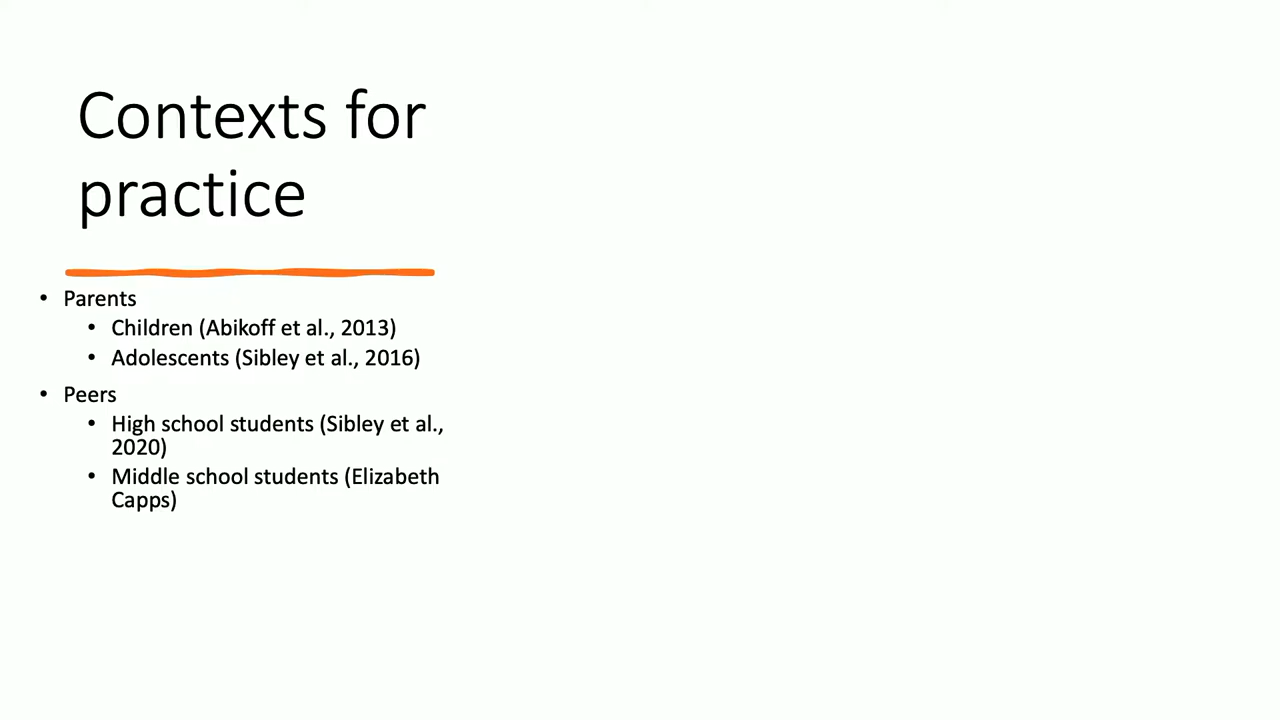 Contexts for
practice
• Parents
• Children (Abikoff et al., 2013)
• Adolescents (Sibley et al., 2016)
• Peers
• High school students (Sibley et al.,
2020)
• Middle school students (Elizabeth
Capps)